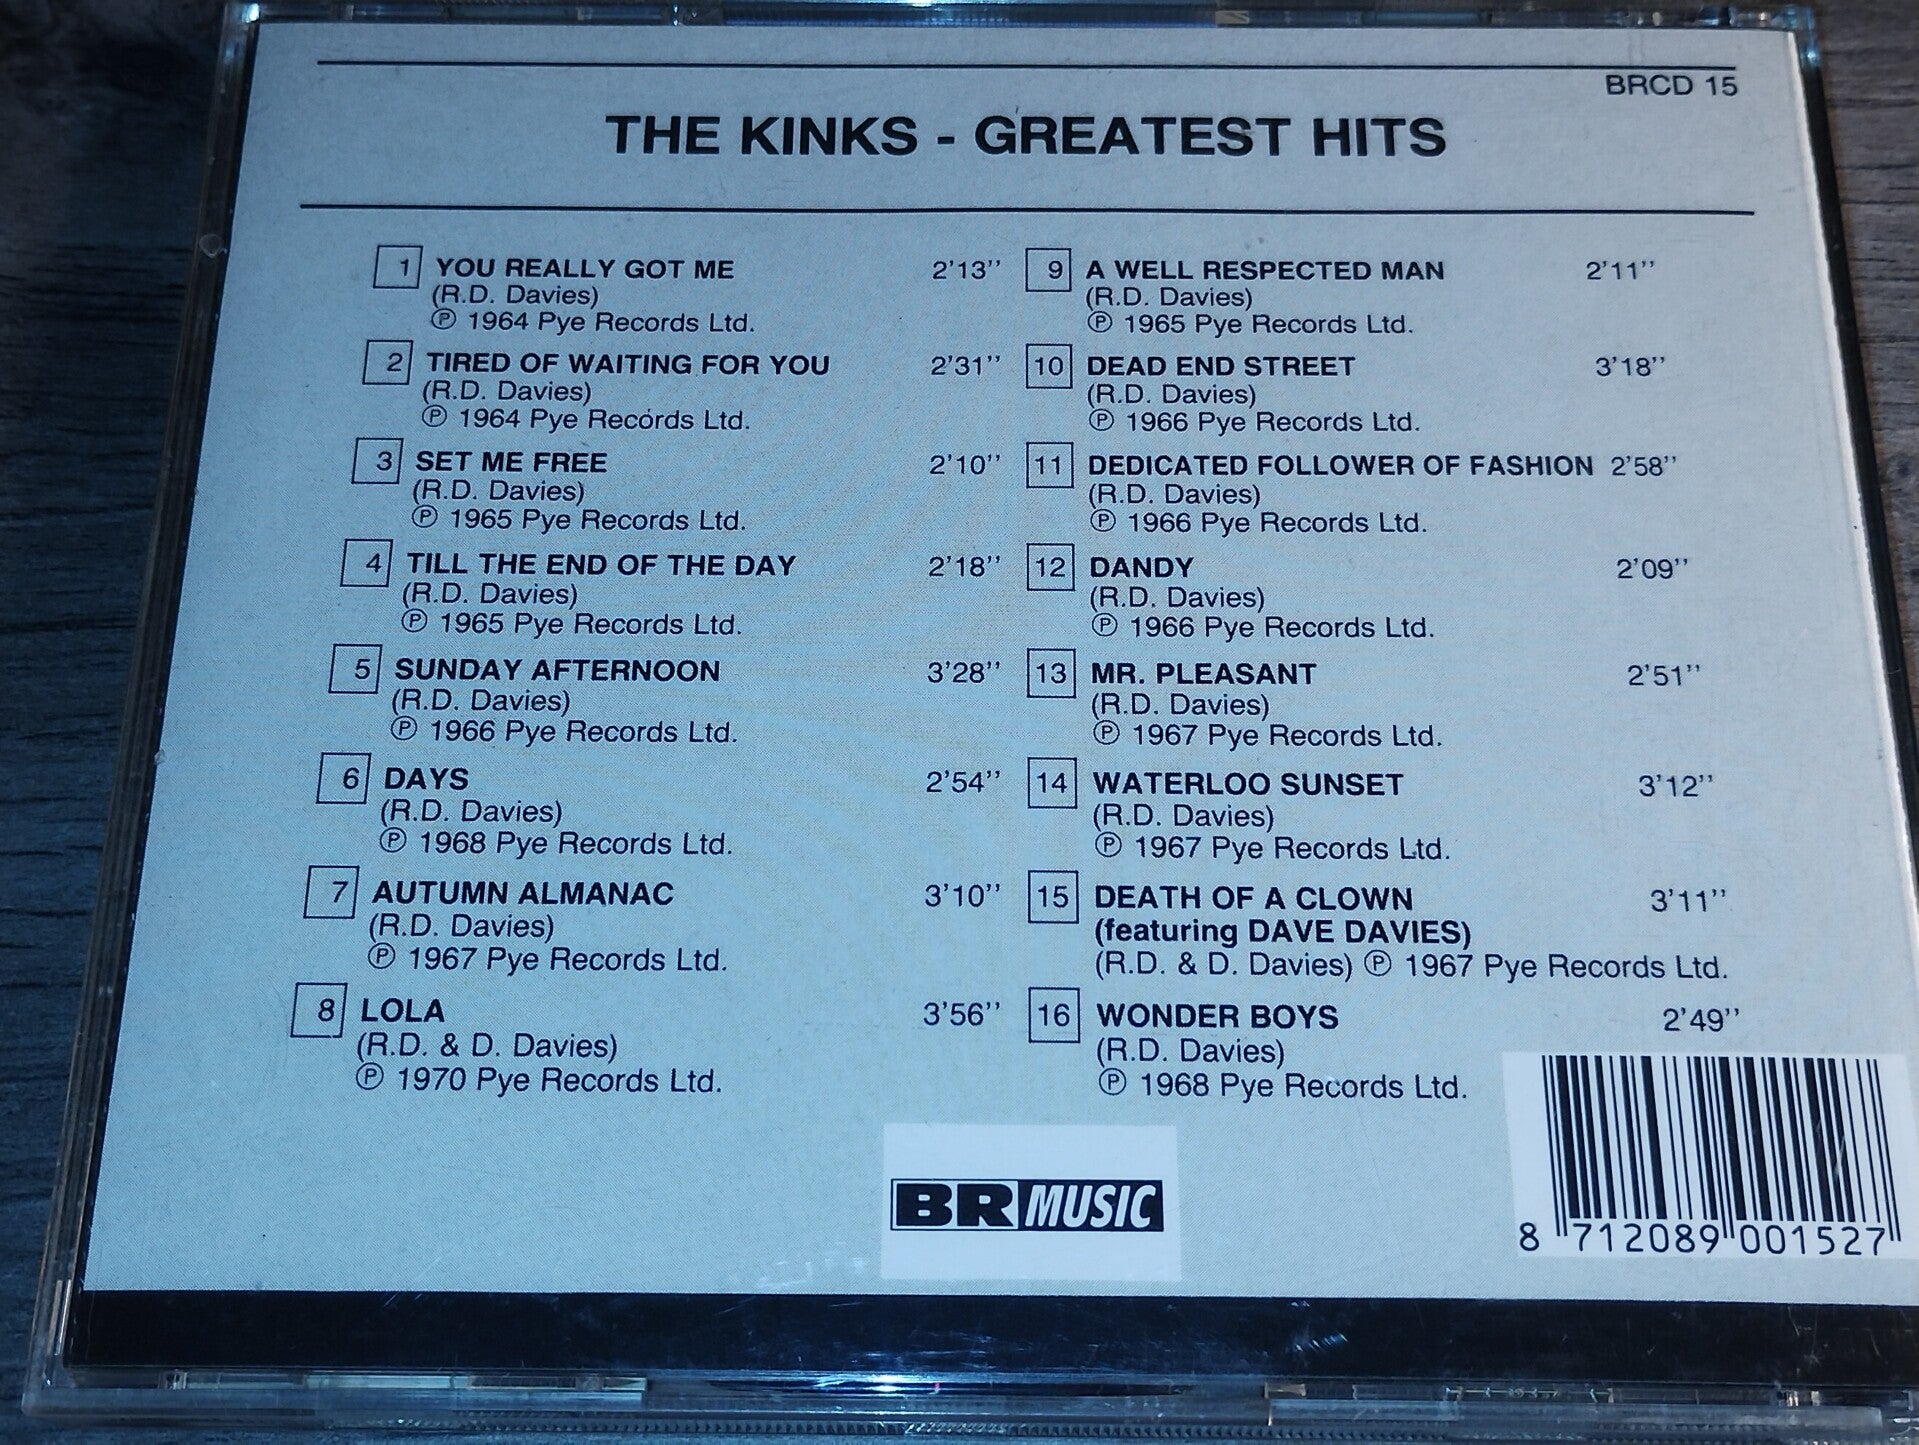 BRCD 15
THE KINKS - GREATEST HITS
1 YOU REALLY GOT ME 2'13''
(R.D. Davies)
Ⓟ 1964 Pye Records Ltd.
2 TIRED OF WAITING FOR YOU 2'31''
(R.D. Davies)
Ⓟ 1964 Pye Records Ltd.
3 SET ME FREE 2'10''
(R.D. Davies)
Ⓟ 1965 Pye Records Ltd.
4 TILL THE END OF THE DAY 2'18''
(R.D. Davies)
Ⓟ 1965 Pye Records Ltd.
5 SUNDAY AFTERNOON 3'28''
(R.D. Davies)
Ⓟ 1966 Pye Records Ltd.
6 DAYS 2'54''
(R.D. Davies)
Ⓟ 1968 Pye Records Ltd.
7 AUTUMN ALMANAC 3'10''
(R.D. Davies)
Ⓟ 1967 Pye Records Ltd.
8 LOLA 3'56''
(R.D. & D. Davies)
Ⓟ 1970 Pye Records Ltd.
9 A WELL RESPECTED MAN 2'11''
(R.D. Davies)
Ⓟ 1965 Pye Records Ltd.
10 DEAD END STREET 3'18''
(R.D. Davies)
Ⓟ 1966 Pye Records Ltd.
11 DEDICATED FOLLOWER OF FASHION 2'58''
(R.D. Davies)
Ⓟ 1966 Pye Records Ltd.
12 DANDY 2'09''
(R.D. Davies)
Ⓟ 1966 Pye Records Ltd.
13 MR. PLEASANT 2'51''
(R.D. Davies)
Ⓟ 1967 Pye Records Ltd.
14 WATERLOO SUNSET 3'12''
(R.D. Davies)
Ⓟ 1967 Pye Records Ltd.
15 DEATH OF A CLOWN 3'11''
(featuring DAVE DAVIES)
(R.D. & D. Davies) Ⓟ 1967 Pye Records Ltd.
16 WONDER BOYS 2'49''
(R.D. Davies)
Ⓟ 1968 Pye Records Ltd.
BR MUSIC
8 712089 001527